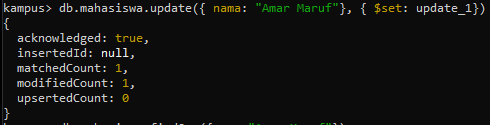 kampus> db.mahasiswa.update({ nama: "Amar Maruf"}, { $set: update_1})
{
  acknowledged: true,
  insertedId: null,
  matchedCount: 1,
  modifiedCount: 1,
  upsertedCount: 0
}